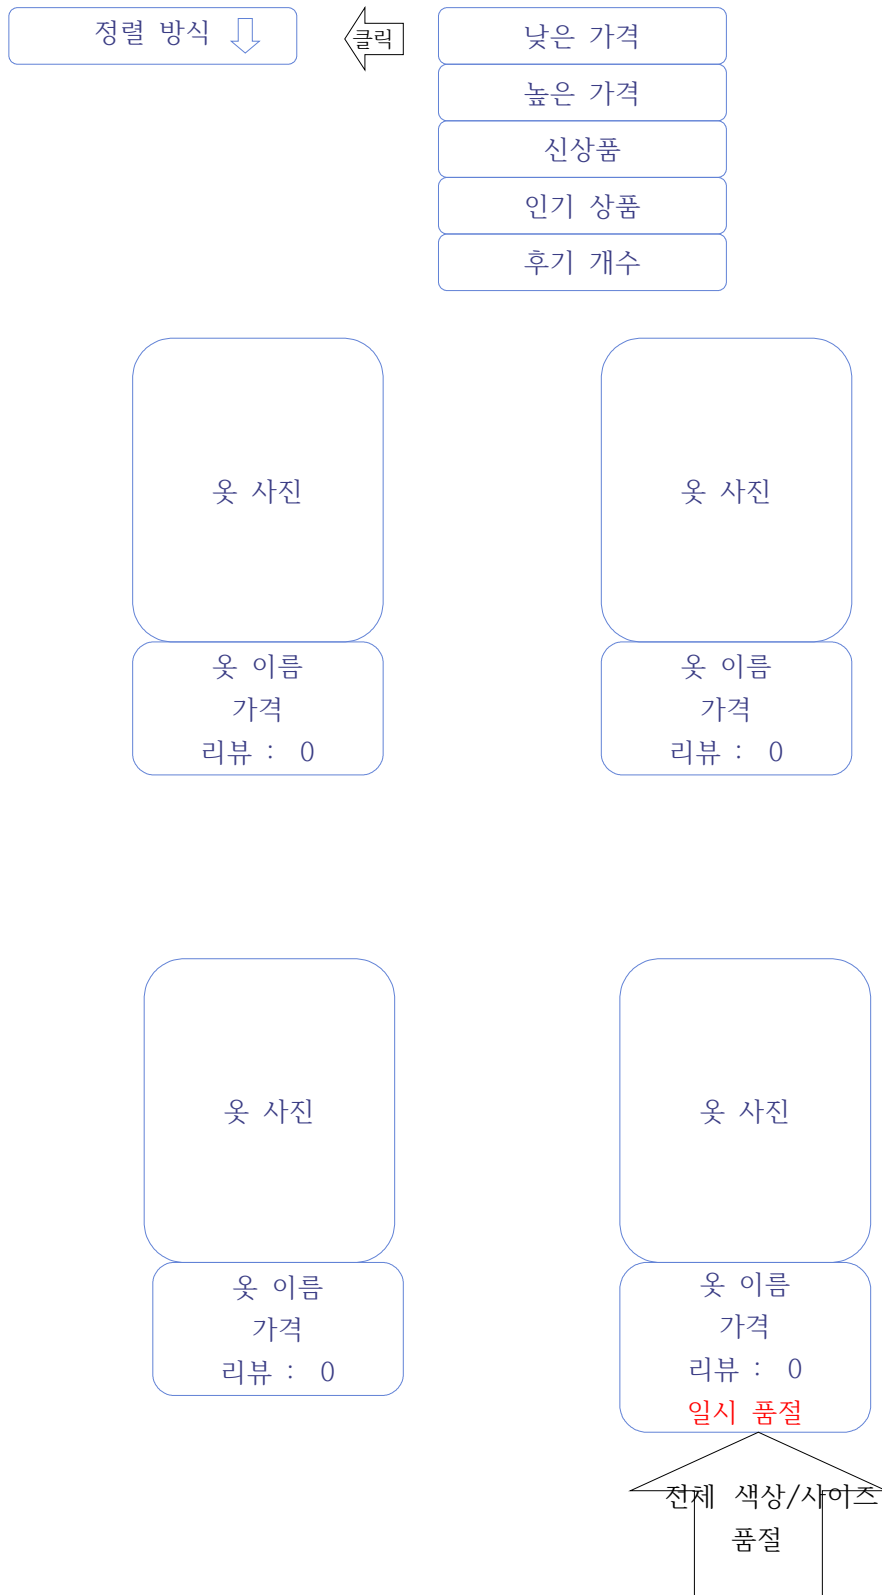 정렬 방식
클릭
낮은 가격
높은 가격
신상품
인기 상품
후기 개수
옷 사진
옷 사진
옷 이름
가격
리뷰 : 0
옷 이름
가격
리뷰 : 0
옷 사진
옷 사진
옷 이름
가격
리뷰 : 0
옷 이름
가격
리뷰 : 0
일시 품절
전체 색상/사이즈
품절